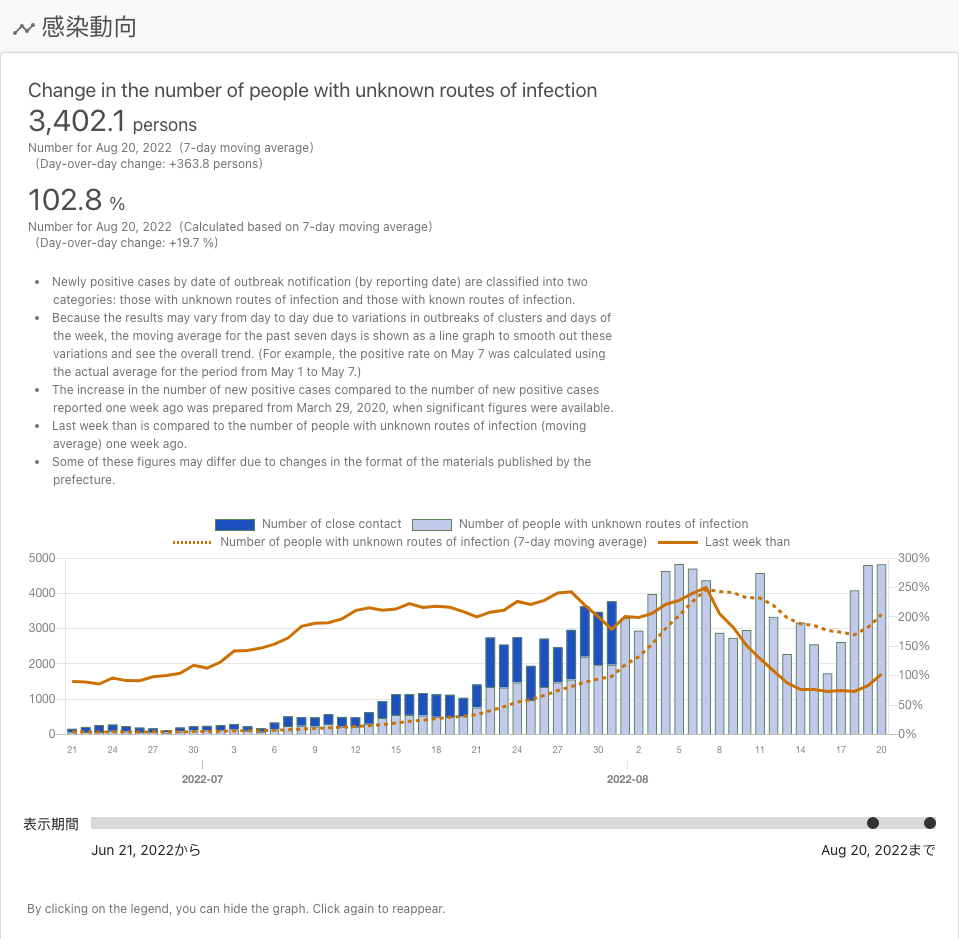 感染動向
Change in the number of people with unknown routes of infection
3,402.1 persons
Number for Aug 20, 2022 (7-day moving average)
(Day-over-day change: +363.8 persons)
102.8 %
Number for Aug 20, 2022 (Calculated based on 7-day moving average)
(Day-over-day change: +19.7 %)
• Newly positive cases by date of outbreak notification (by reporting date) are classified into two
categories: those with unknown routes of infection and those with known routes of infection.
• Because the results may vary from day to day due to variations in outbreaks of clusters and days of
the week, the moving average for the past seven days is shown as a line graph to smooth out these
variations and see the overall trend. (For example, the positive rate on May 7 was calculated using
the actual average for the period from May 1 to May 7.)
• The increase in the number of new positive cases compared to the number of new positive cases
reported one week ago was prepared from March 29, 2020, when significant figures were available.
• Last week than is compared to the number of people with unknown routes of infection (moving
average) one week ago.
• Some of these figures may differ due to changes in the format of the materials published by the
prefecture.
Number of close contact Number of people with unknown routes of infection
Number of people with unknown routes of infection (7-day moving average) Last week than
5000 300%
250%
4000
200%
3000
150%
2000
100%
1000
50%
0 0%
21 24 27 30 3 6 9 12 15 18 21 24 27 30 2 5 8 11 14 17 20
2022-07 2022-08
表示期間
Jun 21, 2022から Aug 20, 2022まで
By clicking on the legend, you can hide the graph. Click again to reappear.